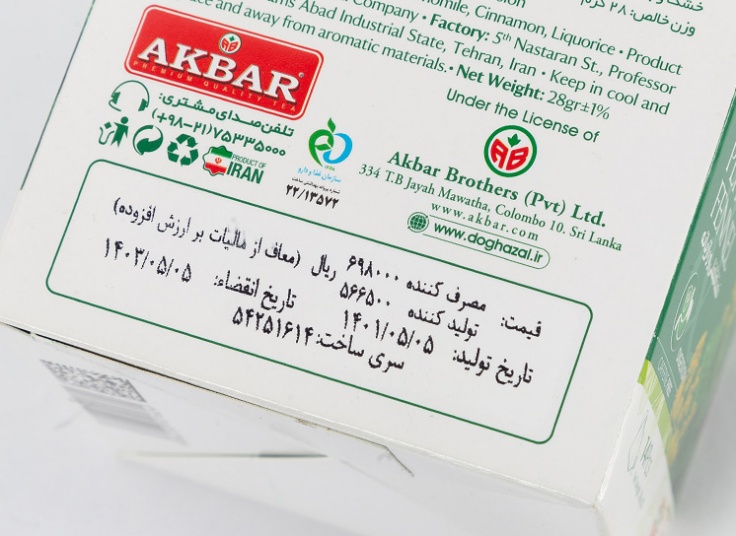 خشک
وزن خالص: ۲۸ گرم
momile, Cinnamon, Liquorice • Product
Company • Factory: 5th Nastaran St., Professor
ams Abad Industrial State, Tehran, Iran • Keep in cool and
ace and away from aromatic materials. • Net Weight: 28gr±1%
Under the License of
AKBAR
PREMIUM QUALITY TEA
تلفن صدای مشتری:
(+۹۸-۲۱)۷۵۳۳۵۰۰۰
PRODUCT OF
IRAN
سازمان غذا و دارو
۲۲/۱۳۵۷۲
AB
Akbar Brothers (Pvt) Ltd.
334 T.B Jayah Mawatha, Colombo 10. Sri Lanka
www.akbar.com
www.doghazal.ir
قیمت: مصرف کننده ۶۹۸۰۰۰ ریال (معاف از مالیات بر ارزش افزوده)
تولید کننده ۵۶۶۵۰۰
تاریخ تولید: ۱۴۰۱/۰۵/۰۵ تاریخ انقضاء: ۱۴۰۳/۰۵/۰۵
سری ساخت: ۵۴۲۵۱۶۱۴